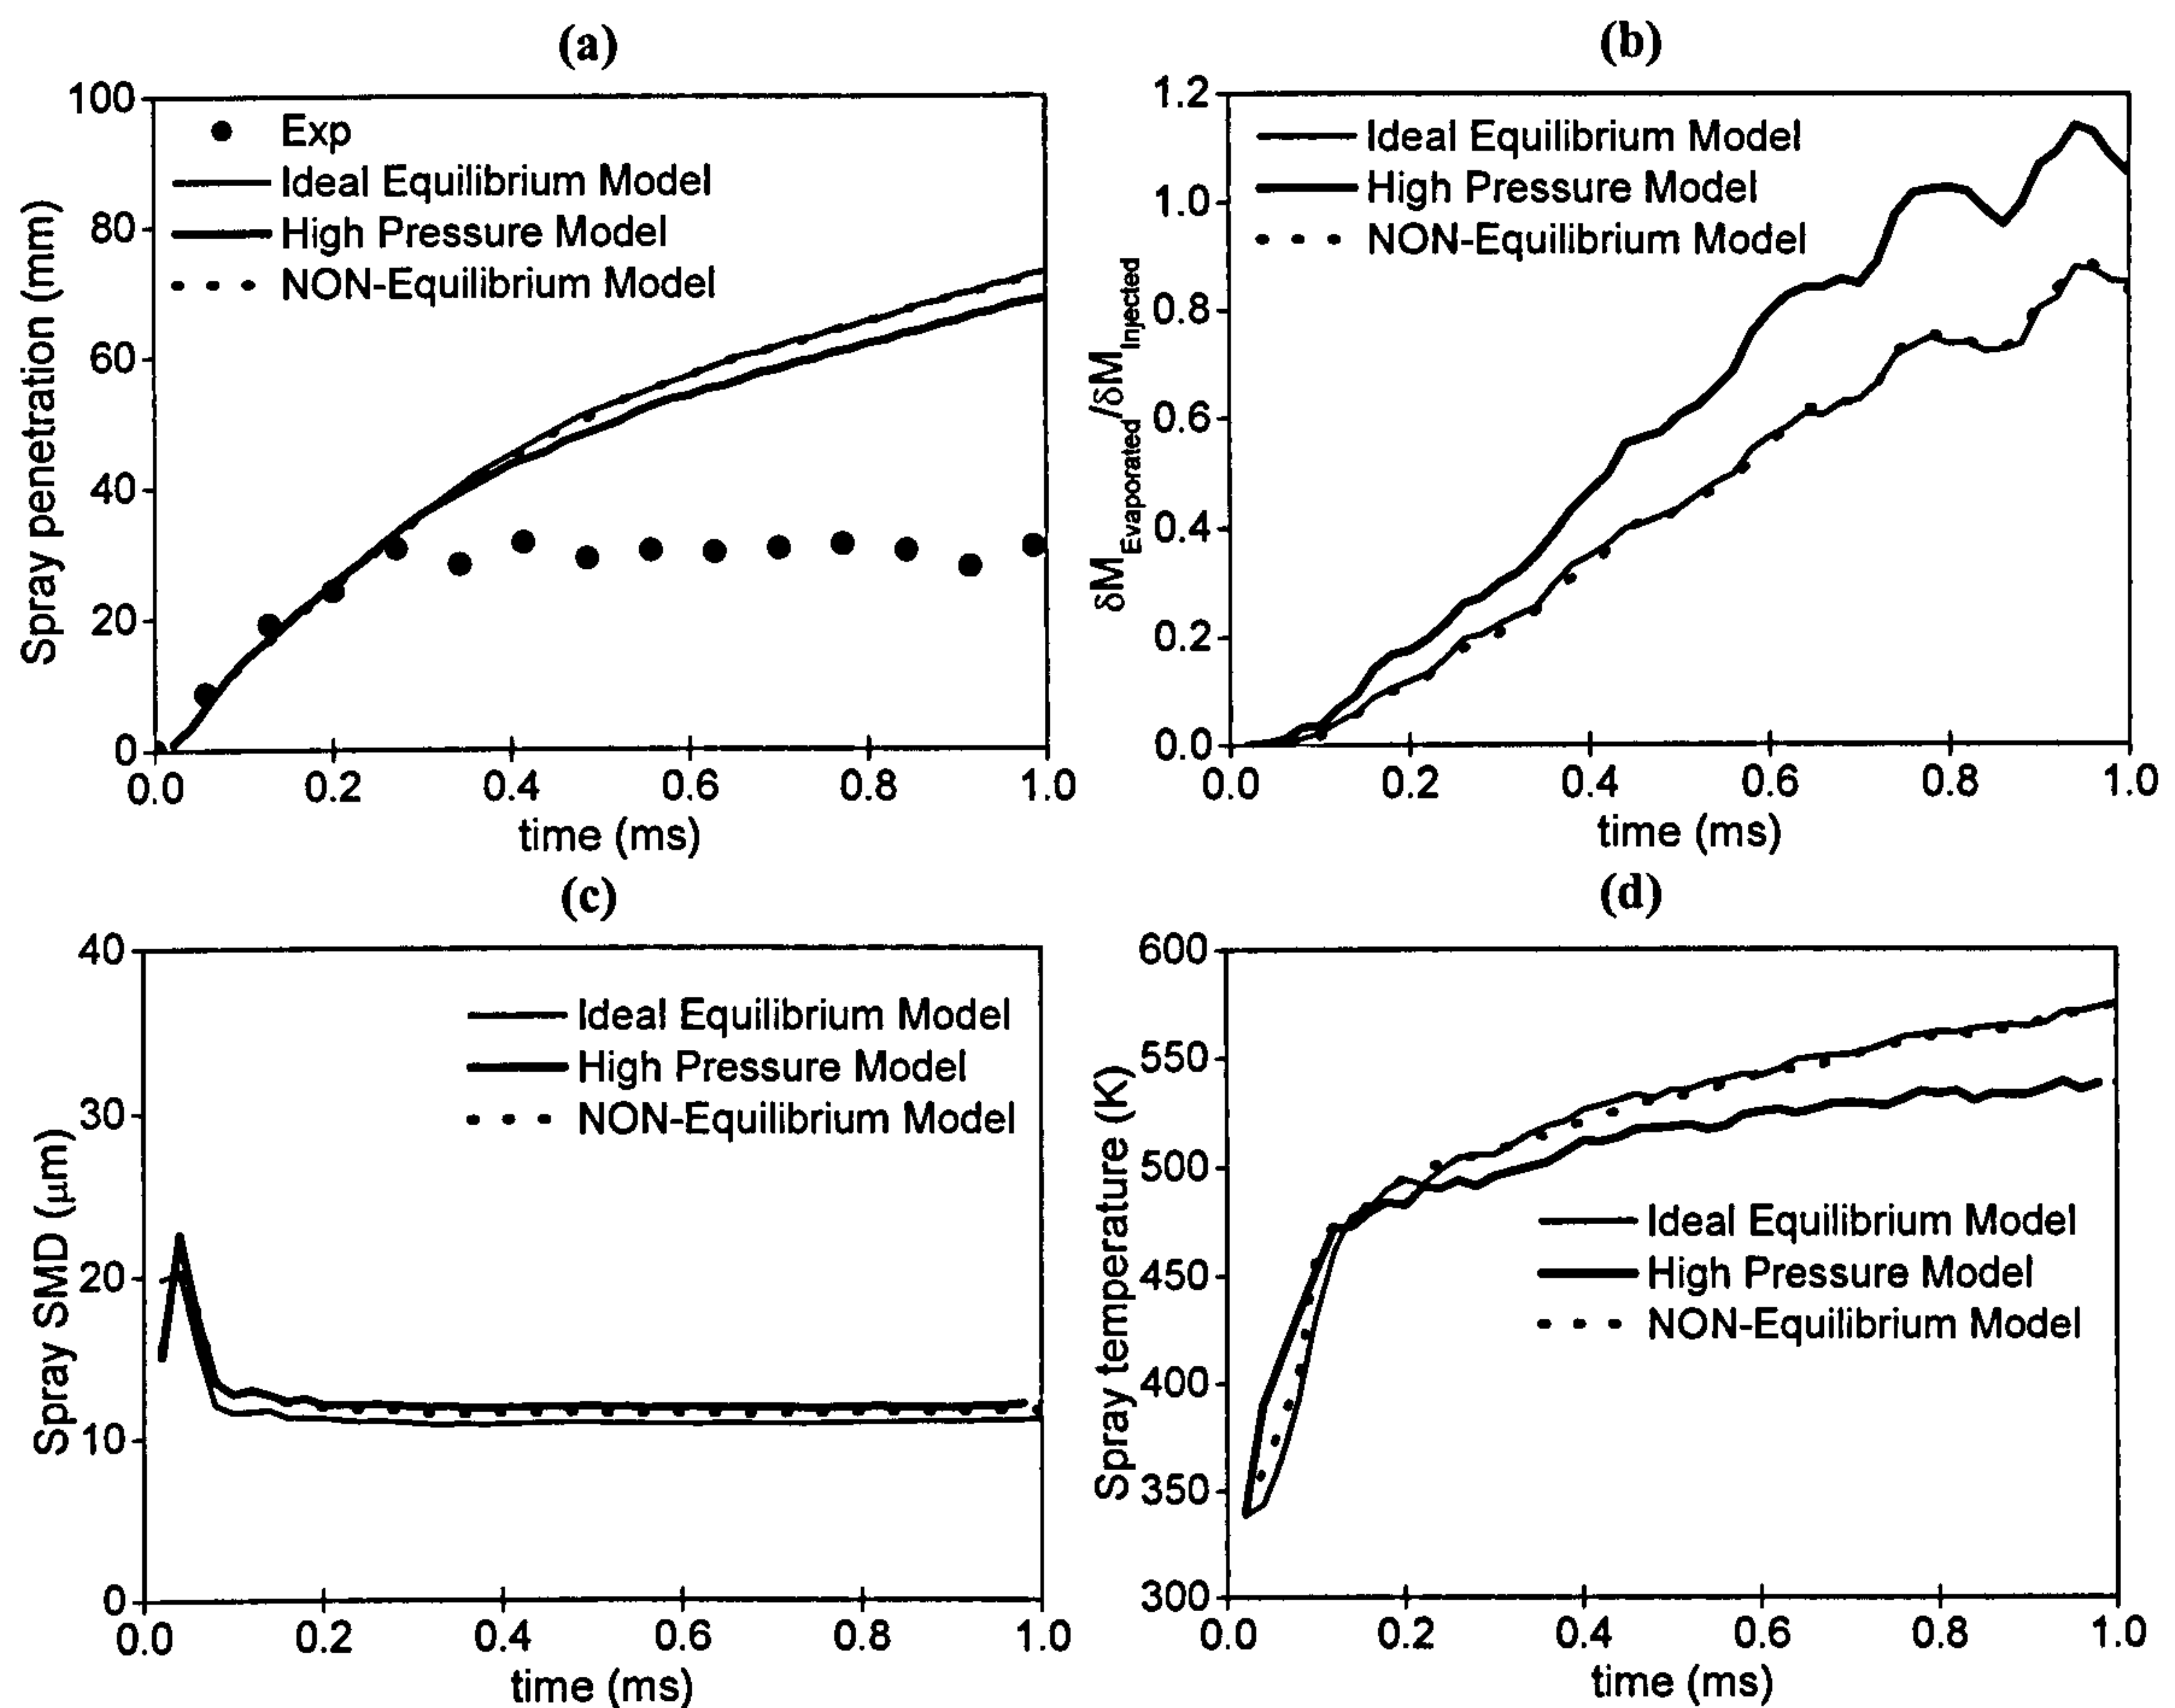 (a)
100
80
60
40
20
0
Spray penetration (mm)
Exp
Ideal Equilibrium Model
High Pressure Model
NON-Equilibrium Model
0.0 0.2 0.4 0.6 0.8 1.0
time (ms)
(b)
1.2
1.0
0.8
0.6
0.4
0.2
0.0
δM Evaporated/δM Injected
Ideal Equilibrium Model
High Pressure Model
NON-Equilibrium Model
0.0 0.2 0.4 0.6 0.8 1.0
time (ms)
(c)
40
30
20
10
0
Spray SMD (μm)
Ideal Equilibrium Model
High Pressure Model
NON-Equilibrium Model
0.0 0.2 0.4 0.6 0.8 1.0
time (ms)
(d)
600
550
500
450
400
350
300
Spray temperature (K)
Ideal Equilibrium Model
High Pressure Model
NON-Equilibrium Model
0.0 0.2 0.4 0.6 0.8 1.0
time (ms)